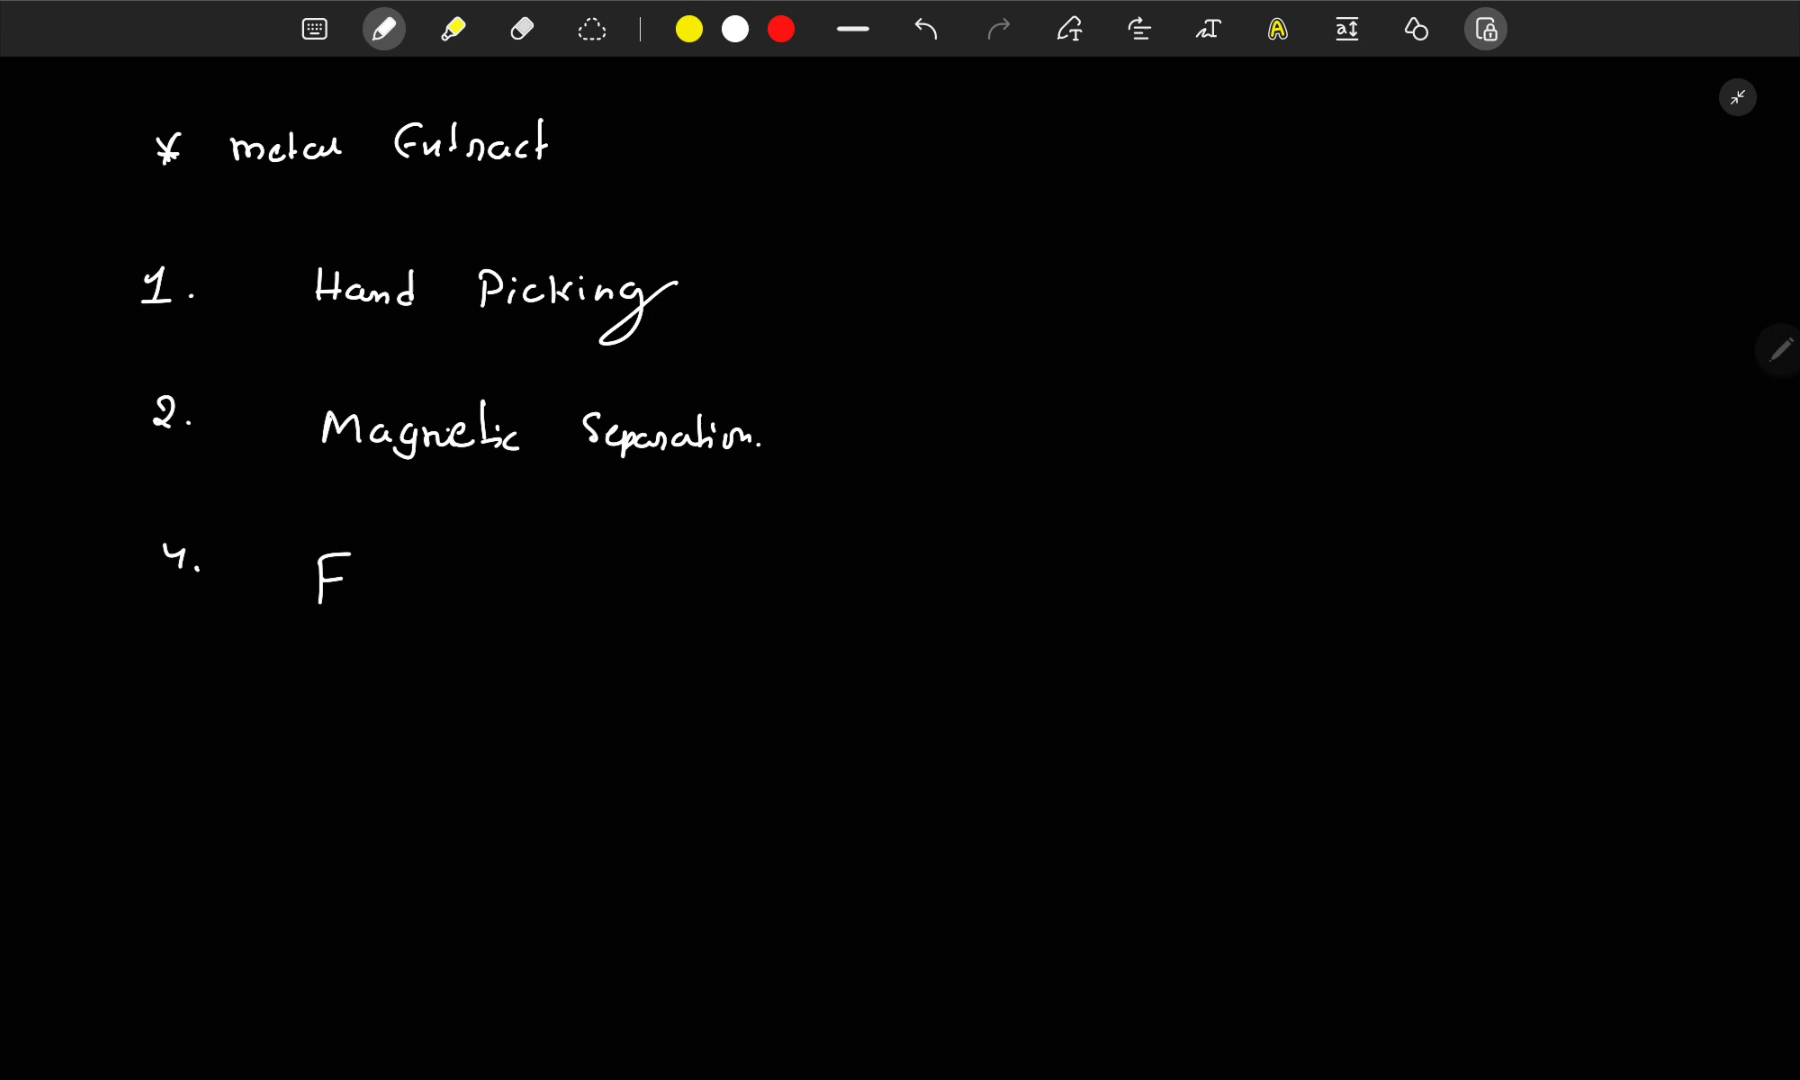 * metal Extract
1. Hand Picking
2. Magnetic Separation.
4. F